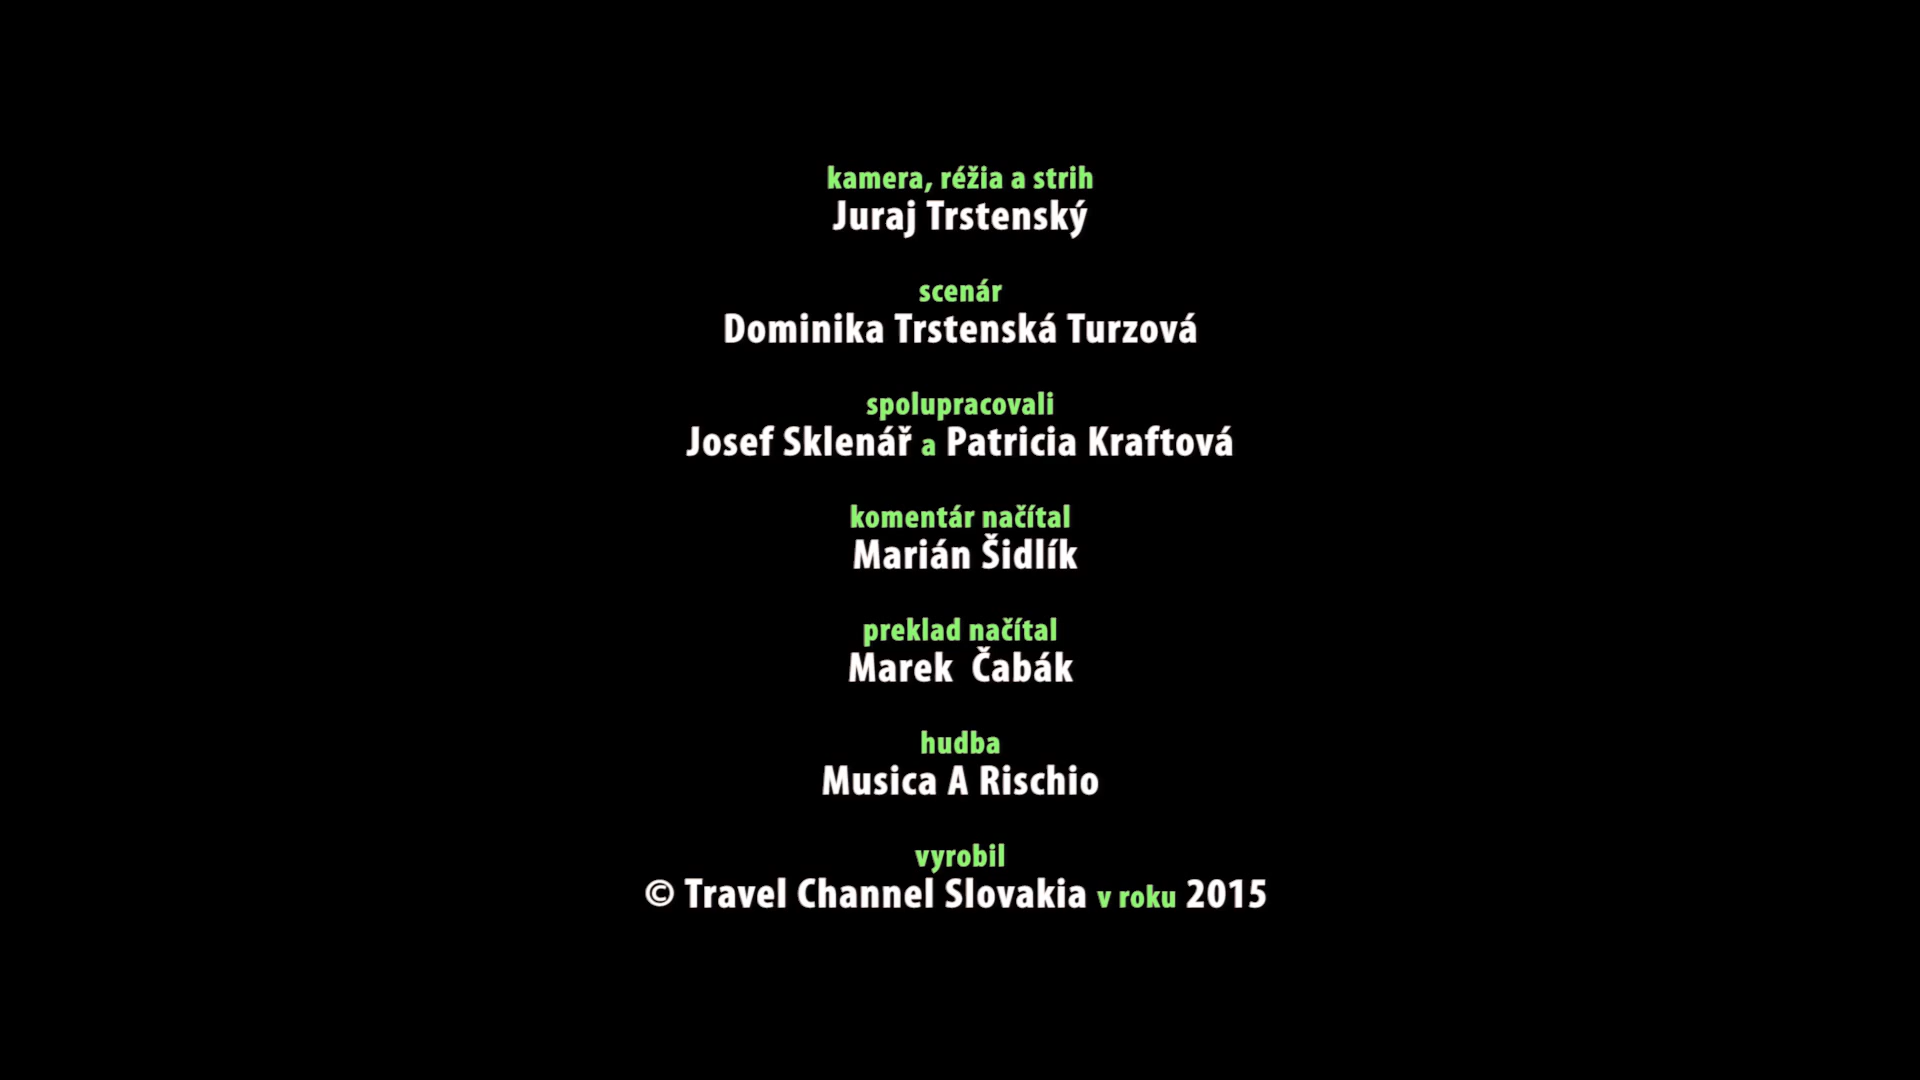 kamera, réžia a strih
Juraj Trstenský
scenár
Dominika Trstenská Turzová
spolupracovali
Josef Sklenář a Patricia Kraftová
komentár načítal
Marián Šidlík
preklad načítal
Marek Čabák
hudba
Musica A Rischio
vyrobil
© Travel Channel Slovakia v roku 2015